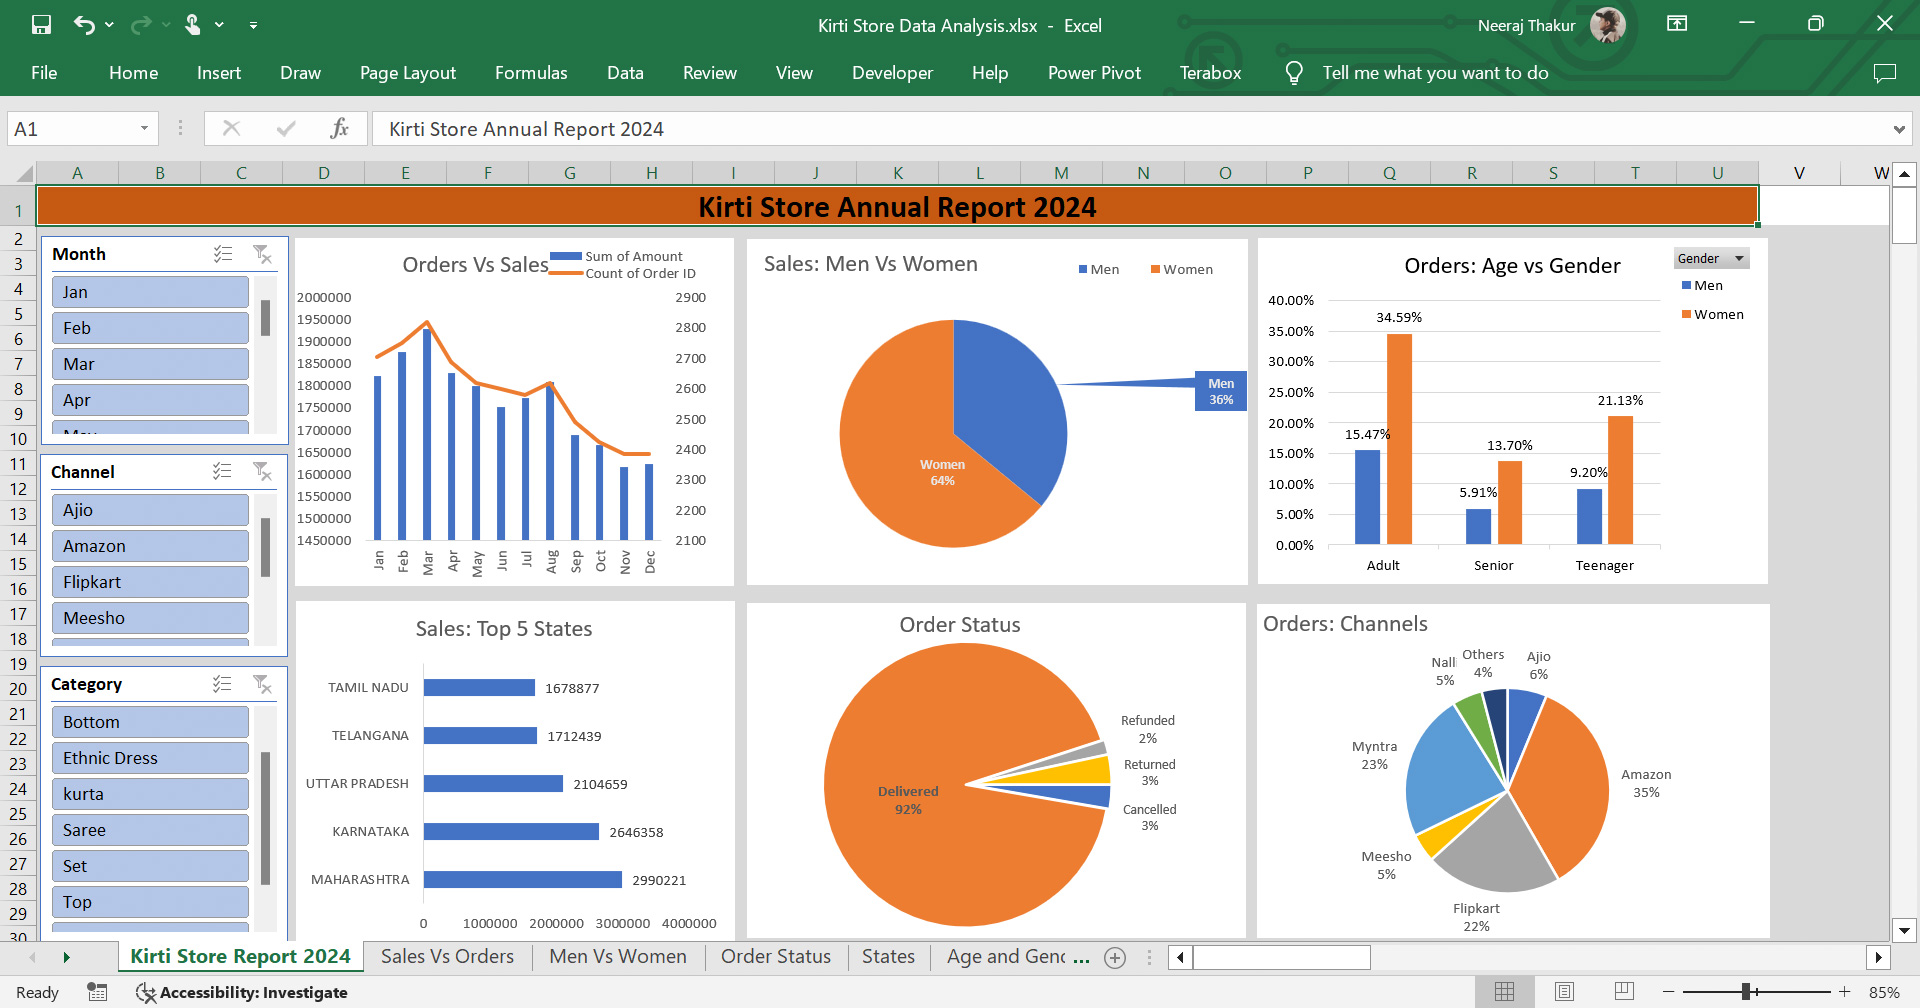 Kirti Store Data Analysis.xlsx - Excel
Neeraj Thakur
File Home Insert Draw Page Layout Formulas Data Review View Developer Help Power Pivot Terabox Tell me what you want to do
A1 fx Kirti Store Annual Report 2024
A B C D E F G H I J K L M N O P Q R S T U V W
1
2
3
4
5
6
7
8
9
10
11
12
13
14
15
16
17
18
19
20
21
22
23
24
25
26
27
28
29
30
Kirti Store Annual Report 2024
Month
Jan
Feb
Mar
Apr
May
Channel
Ajio
Amazon
Flipkart
Meesho
Category
Bottom
Ethnic Dress
kurta
Saree
Set
Top
Orders Vs Sales
Sum of Amount
Count of Order ID
2000000
1950000
1900000
1850000
1800000
1750000
1700000
1650000
1600000
1550000
1500000
1450000
2900
2800
2700
2600
2500
2400
2300
2200
2100
Jan Feb Mar Apr May Jun Jul Aug Sep Oct Nov Dec
Sales: Men Vs Women
Men Women
Men
36%
Women
64%
Orders: Age vs Gender
Gender
Men
Women
40.00%
35.00%
30.00%
25.00%
20.00%
15.00%
10.00%
5.00%
0.00%
15.47%
34.59%
5.91%
13.70%
9.20%
21.13%
Adult Senior Teenager
Sales: Top 5 States
TAMIL NADU 1678877
TELANGANA 1712439
UTTAR PRADESH 2104659
KARNATAKA 2646358
MAHARASHTRA 2990221
0 1000000 2000000 3000000 4000000
Order Status
Refunded
2%
Returned
3%
Cancelled
3%
Delivered
92%
Orders: Channels
Nalli
5%
Others
4%
Ajio
6%
Myntra
23%
Amazon
35%
Meesho
5%
Flipkart
22%
Kirti Store Report 2024 Sales Vs Orders Men Vs Women Order Status States Age and Genc ...
Ready Accessibility: Investigate 85%